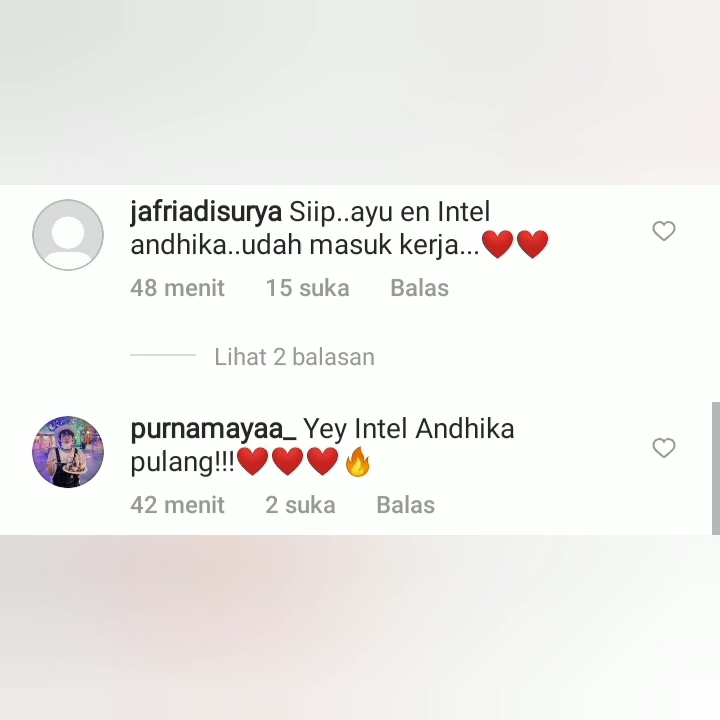 jafriadisurya Siip..ayu en Intel
andhika..udah masuk kerja...❤️❤️
48 menit 15 suka Balas
Lihat 2 balasan
purnamayaa_ Yey Intel Andhika
pulang!!!❤️❤️❤️🔥
42 menit 2 suka Balas